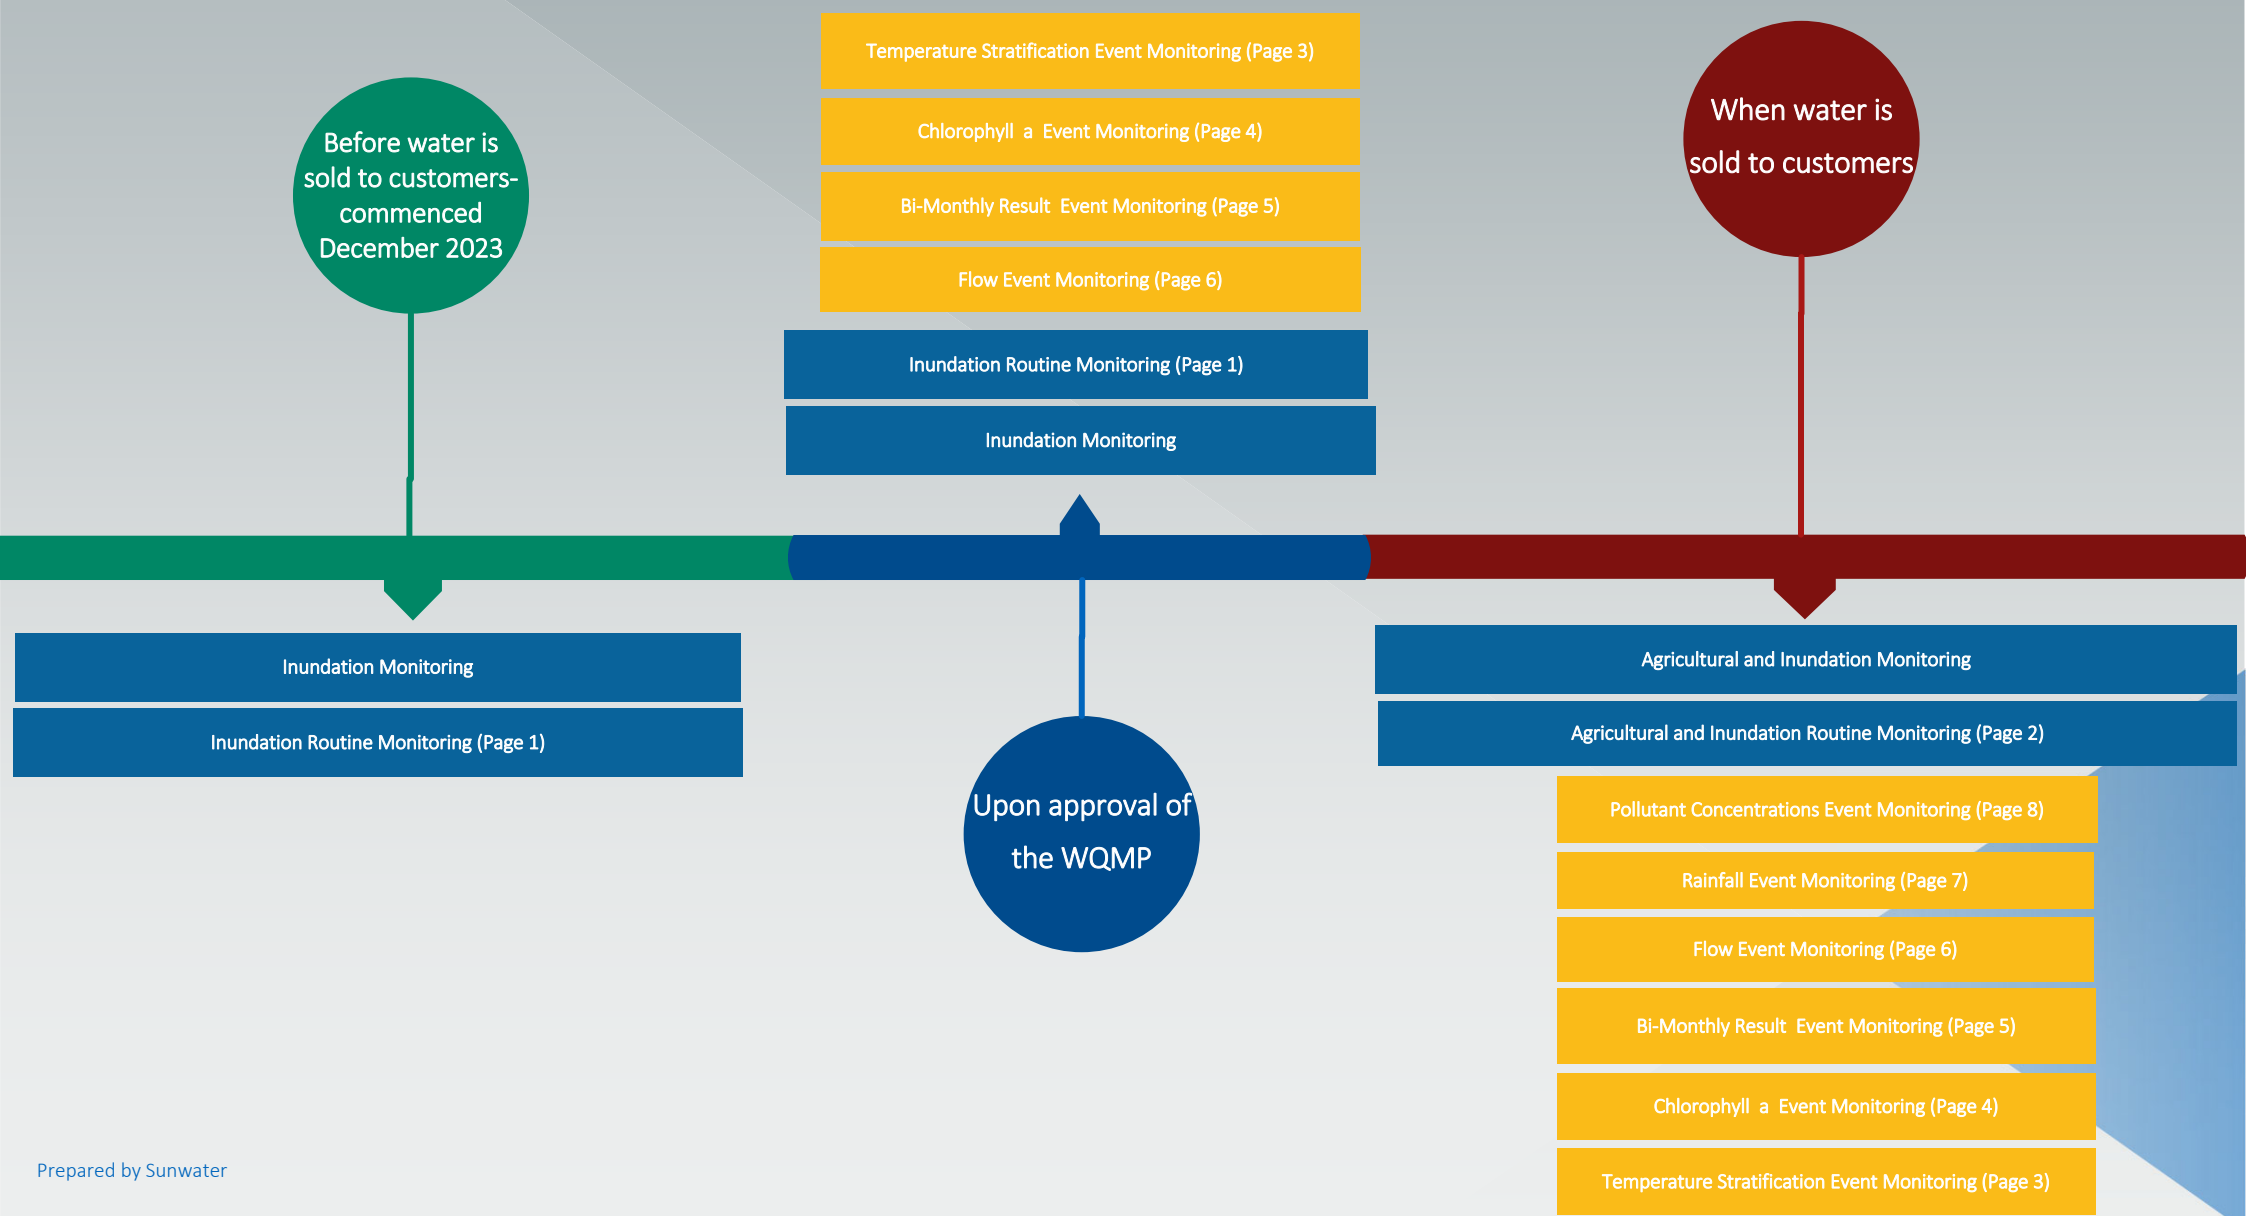 Before water is
sold to customers-
commenced
December 2023
Inundation Monitoring
Inundation Routine Monitoring (Page 1)
Temperature Stratification Event Monitoring (Page 3)
Chlorophyll  a  Event Monitoring (Page 4)
Bi-Monthly Result  Event Monitoring (Page 5)
Flow Event Monitoring (Page 6)
Inundation Routine Monitoring (Page 1)
Inundation Monitoring
Upon approval of
the WQMP
When water is
sold to customers
Agricultural and Inundation Monitoring
Agricultural and Inundation Routine Monitoring (Page 2)
Pollutant Concentrations Event Monitoring (Page 8)
Rainfall Event Monitoring (Page 7)
Flow Event Monitoring (Page 6)
Bi-Monthly Result  Event Monitoring (Page 5)
Chlorophyll  a  Event Monitoring (Page 4)
Temperature Stratification Event Monitoring (Page 3)
Prepared by Sunwater